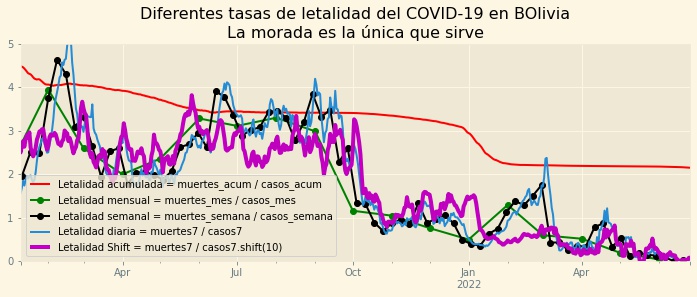 Diferentes tasas de letalidad del COVID-19 en BOlivia
La morada es la única que sirve
5
4
3
2
1
0
Letalidad acumulada = muertes_acum / casos_acum
Letalidad mensual = muertes_mes / casos_mes
Letalidad semanal = muertes_semana / casos_semana
Letalidad diaria = muertes7 / casos7
Letalidad Shift = muertes7 / casos7.shift(10)
Apr Jul Oct Jan Apr
2022